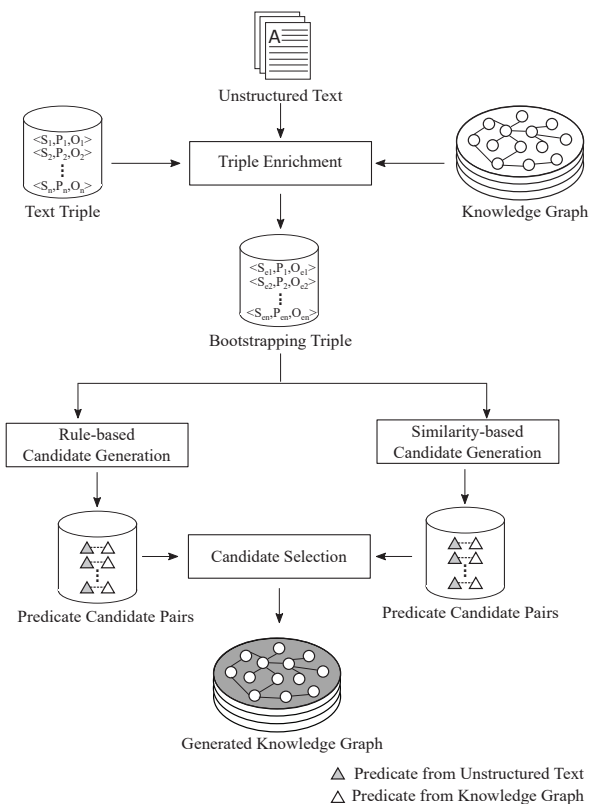 A
Unstructured Text
<S1,P1,O1>
<S2,P2,O2>
<Sn,Pn,On>
Text Triple
Triple Enrichment
Knowledge Graph
<Se1,P1,Oe1>
<Se2,P2,Oe2>
<Sen,Pen,Oen>
Bootstrapping Triple
Rule-based
Candidate Generation
Similarity-based
Candidate Generation
Candidate Selection
Predicate Candidate Pairs
Predicate Candidate Pairs
Generated Knowledge Graph
Predicate from Unstructured Text
Predicate from Knowledge Graph